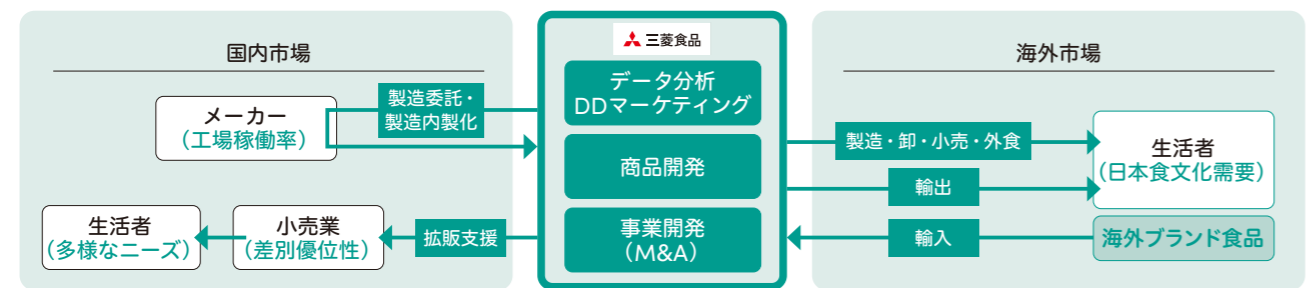 国内市場
メーカー
(工場稼働率)
製造委託・
製造内製化
生活者
(多様なニーズ)
小売業
(差別優位性)
拡販支援
三菱食品
データ分析
DDマーケティング
商品開発
事業開発
(M&A)
海外市場
製造・卸・小売・外食
輸出
輸入
生活者
(日本食文化需要)
海外ブランド食品